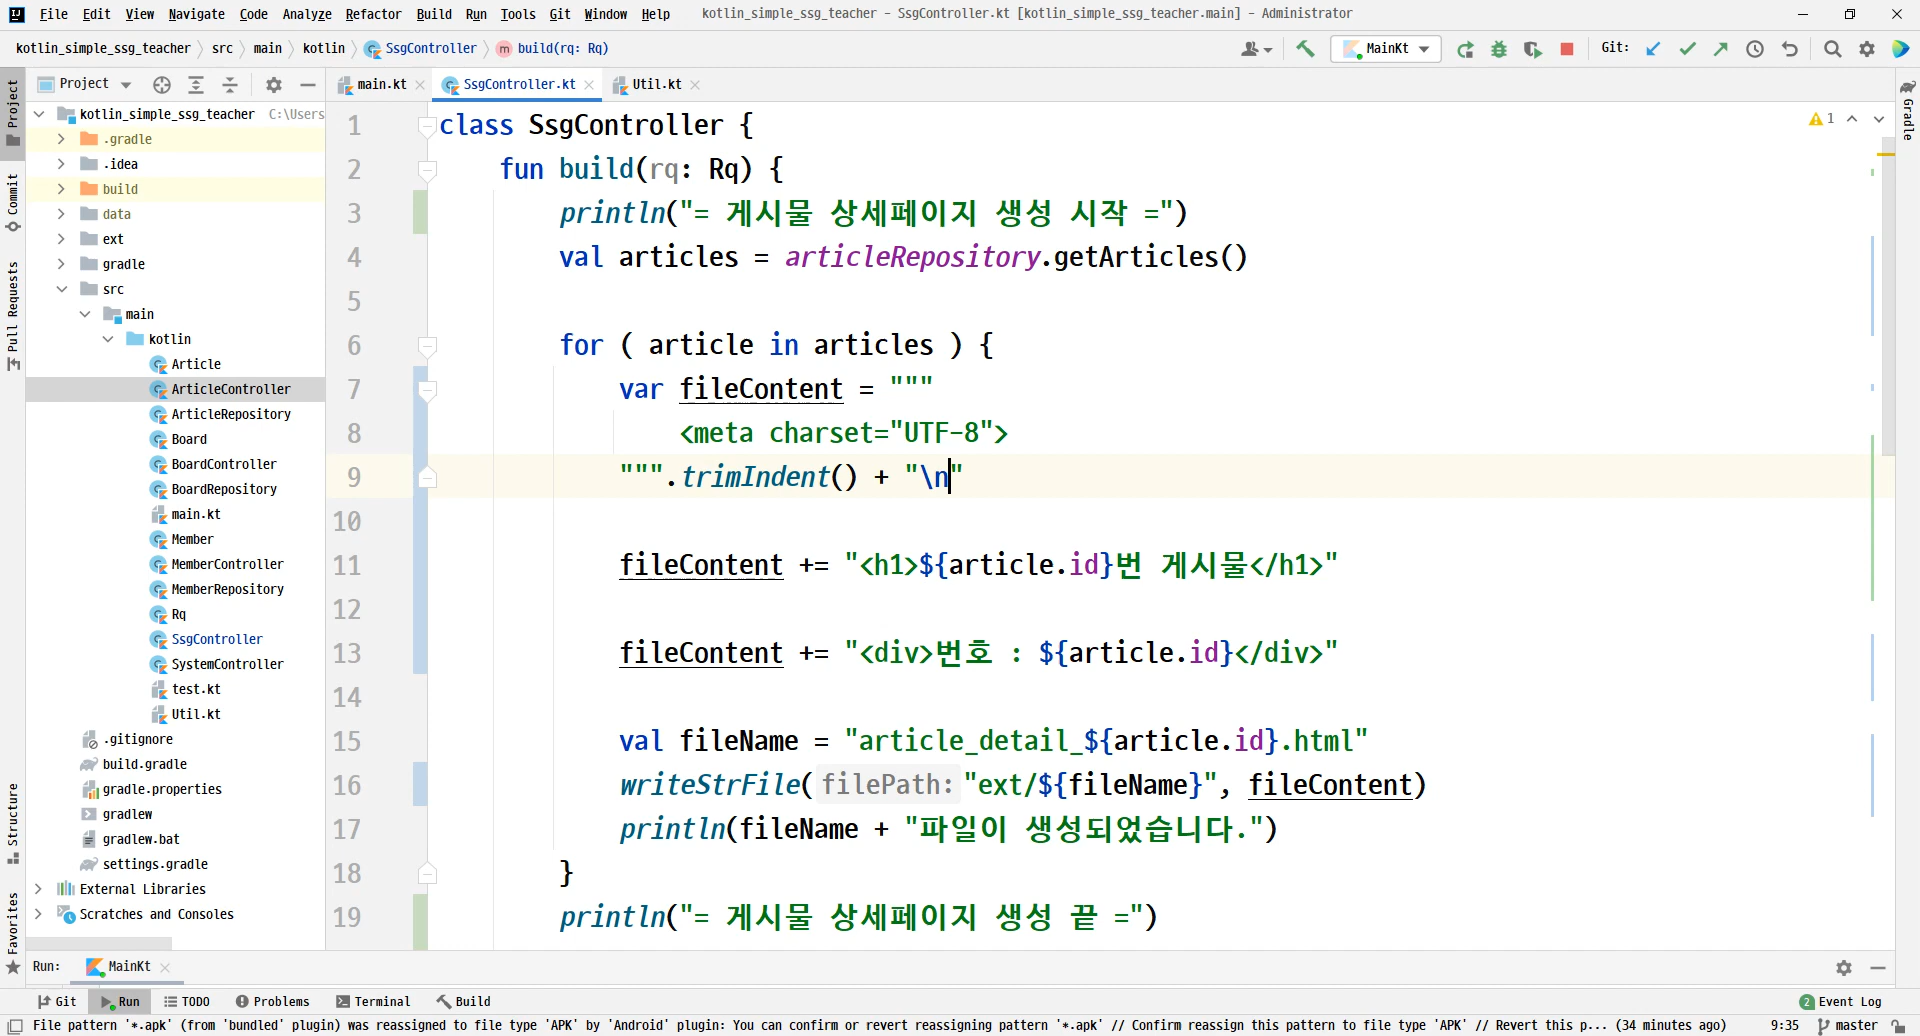 File Edit View Navigate Code Analyze Refactor Build Run Tools Git Window Help kotlin_simple_ssg_teacher – SsgController.kt [kotlin_simple_ssg_teacher.main] – Administrator
kotlin_simple_ssg_teacher src main kotlin SsgController build(rq: Rq) MainKt Git:
Project main.kt SsgController.kt Util.kt
Project
Commit
Pull Requests
Structure
Favorites
Gradle
kotlin_simple_ssg_teacher C:\Users
.gradle
.idea
build
data
ext
gradle
src
main
kotlin
Article
ArticleController
ArticleRepository
Board
BoardController
BoardRepository
main.kt
Member
MemberController
MemberRepository
Rq
SsgController
SystemController
test.kt
Util.kt
.gitignore
build.gradle
gradle.properties
gradlew
gradlew.bat
settings.gradle
External Libraries
Scratches and Consoles
1 class SsgController { 1
2 fun build(rq: Rq) {
3 println("= 게시물 상세페이지 생성 시작 =")
4 val articles = articleRepository.getArticles()
5
6 for ( article in articles ) {
7 var fileContent = """
8 <meta charset="UTF-8">
9 """.trimIndent() + "\n"
10
11 fileContent += "<h1>${article.id}번 게시물</h1>"
12
13 fileContent += "<div>번호 : ${article.id}</div>"
14
15 val fileName = "article_detail_${article.id}.html"
16 writeStrFile( filePath: "ext/${fileName}", fileContent)
17 println(fileName + "파일이 생성되었습니다.")
18 }
19 println("= 게시물 상세페이지 생성 끝 =")
Run: MainKt
Git Run TODO Problems Terminal Build 2 Event Log
File pattern '*.apk' (from 'bundled' plugin) was reassigned to file type 'APK' by 'Android' plugin: You can confirm or revert reassigning pattern '*.apk' // Confirm reassign this pattern to file type 'APK' // Revert this p... (34 minutes ago) 9:35 master